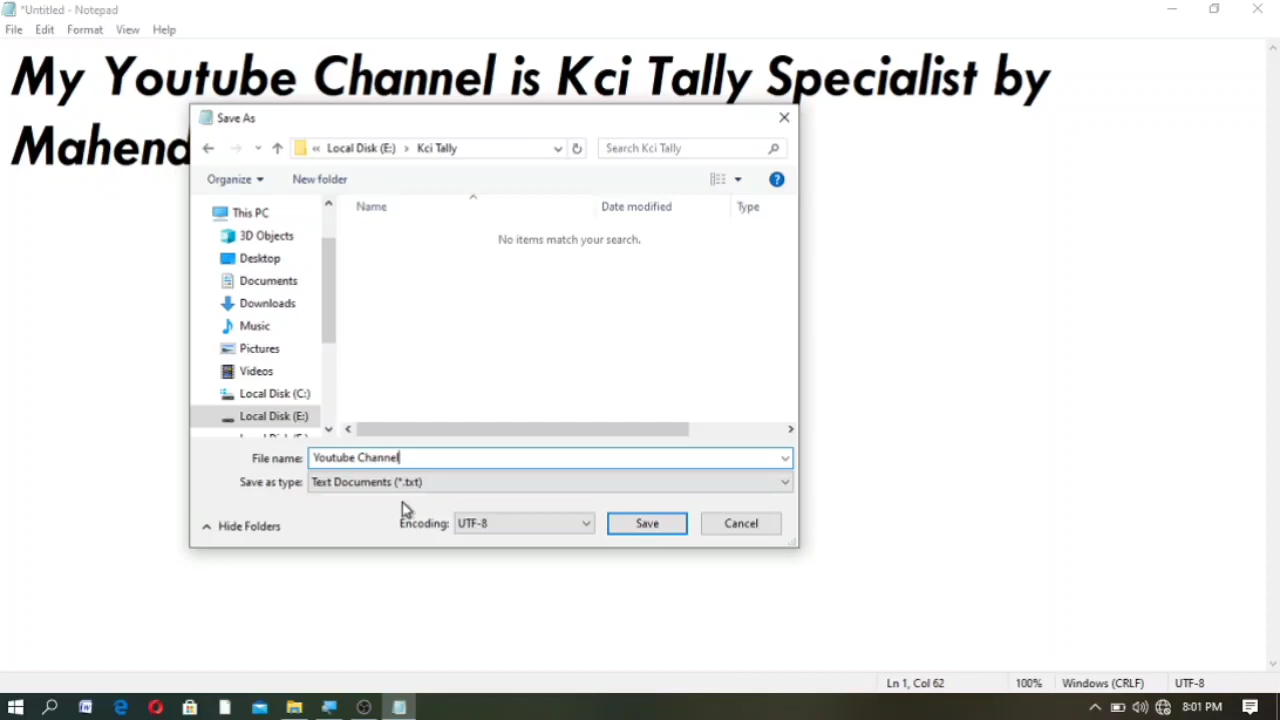 *Untitled - Notepad
File Edit Format View Help
My Youtube Channel is Kci Tally Specialist by
Mahend
Save As
« Local Disk (E:) › Kci Tally
Search Kci Tally
Organize
New folder
Name
Date modified
Type
No items match your search.
This PC
3D Objects
Desktop
Documents
Downloads
Music
Pictures
Videos
Local Disk (C:)
Local Disk (E:)
File name: Youtube Channel
Save as type: Text Documents (*.txt)
Hide Folders
Encoding: UTF-8
Save
Cancel
Ln 1, Col 62
100%
Windows (CRLF)
UTF-8
8:01 PM